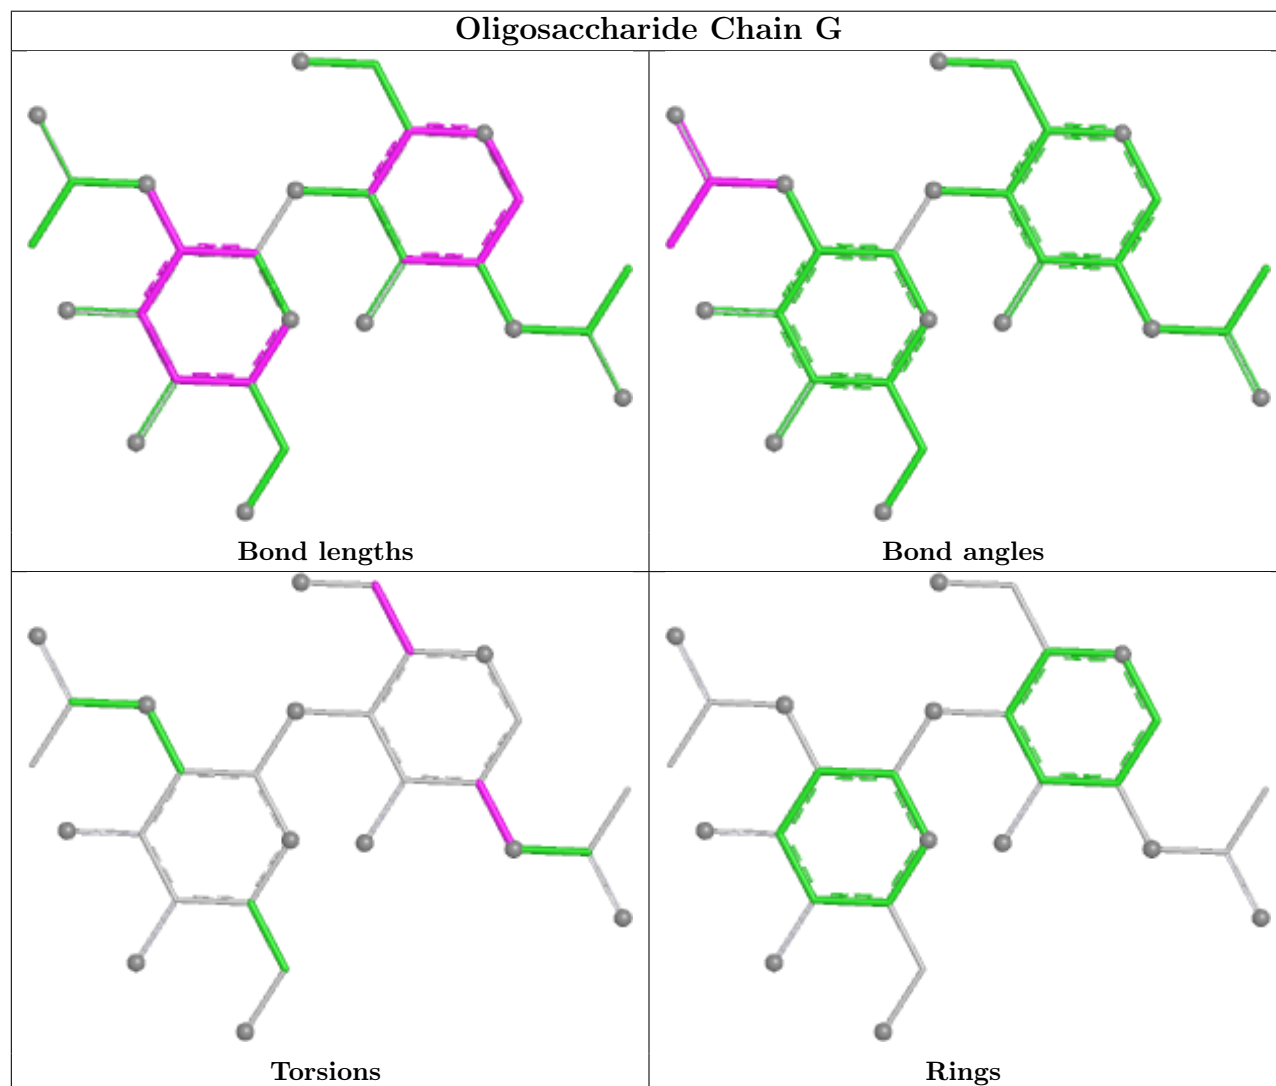 Oligosaccharide Chain G
Bond lengths
Bond angles
Torsions
Rings